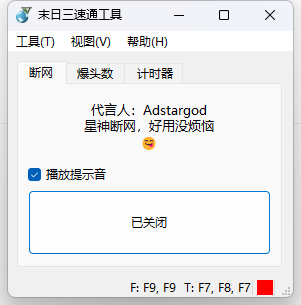 末日三速通工具
工具(T) 视图(V) 帮助(H)
断网 爆头数 计时器
代言人：Adstargod
星神断网，好用没烦恼
😋
播放提示音
已关闭
F: F9, F9 T: F7, F8, F7